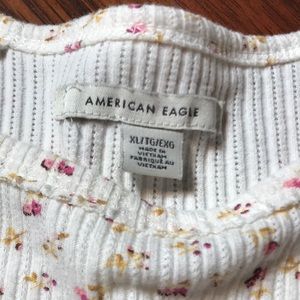 AMERICAN EAGLE
XL/TG/EXG
MADE IN
VIETNAM
FABRIQUÉ AU
VIETNAM